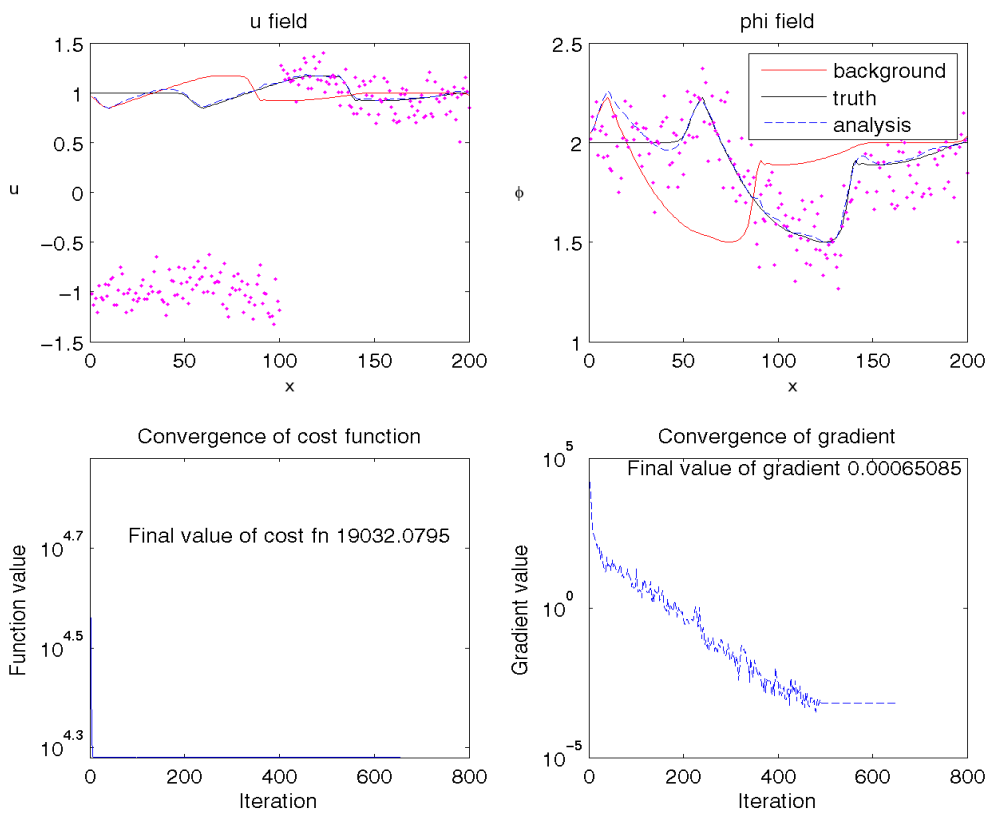 u field
1.5
1
0.5
0
−0.5
−1
−1.5
u
0 50 100 150 200
x
phi field
2.5
2
1.5
1
ϕ
background
truth
analysis
0 50 100 150 200
x
Convergence of cost function
Final value of cost fn 19032.0795
10^4.7
10^4.5
10^4.3
Function value
0 200 400 600 800
Iteration
Convergence of gradient
Final value of gradient 0.00065085
10^5
10^0
10^−5
Gradient value
0 200 400 600 800
Iteration